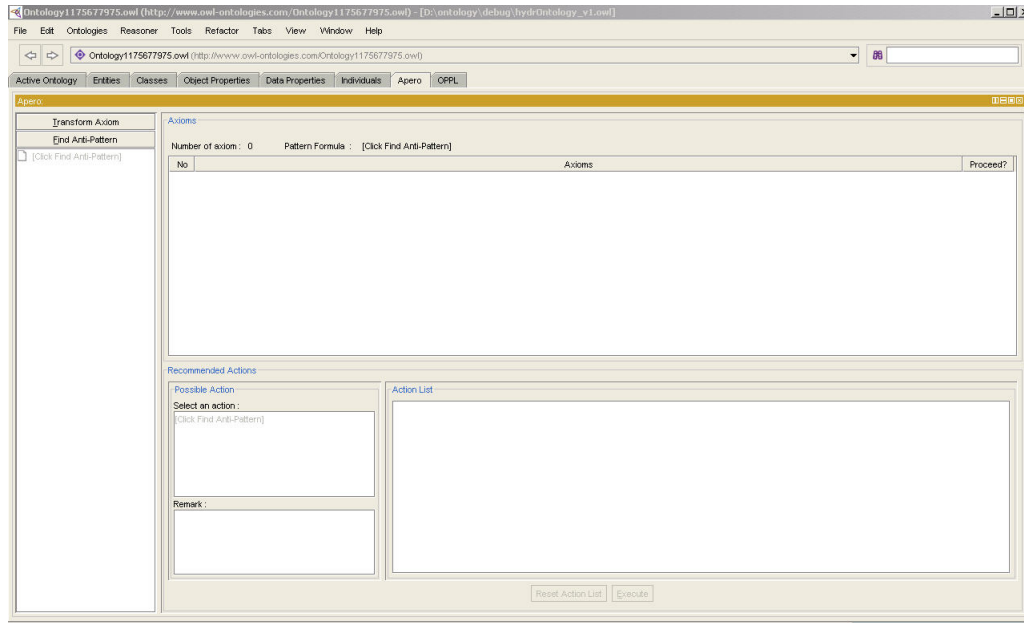 Ontology1175677975.owl (http://www.owl-ontologies.com/Ontology1175677975.owl) - [D:\ontology\debug\hydrOntology_v1.owl]
File Edit Ontologies Reasoner Tools Refactor Tabs View Window Help
Ontology1175677975.owl (http://www.owl-ontologies.com/Ontology1175677975.owl)
Active Ontology Entities Classes Object Properties Data Properties Individuals Apero OPPL
Apero:
Transform Axiom
Find Anti-Pattern
[Click Find Anti-Pattern]
Axioms
Number of axiom : 0 Pattern Formula : [Click Find Anti-Pattern]
No Axioms Proceed?
Recommended Actions
Possible Action
Select an action :
[Click Find Anti-Pattern]
Remark :
Action List
Reset Action List Execute